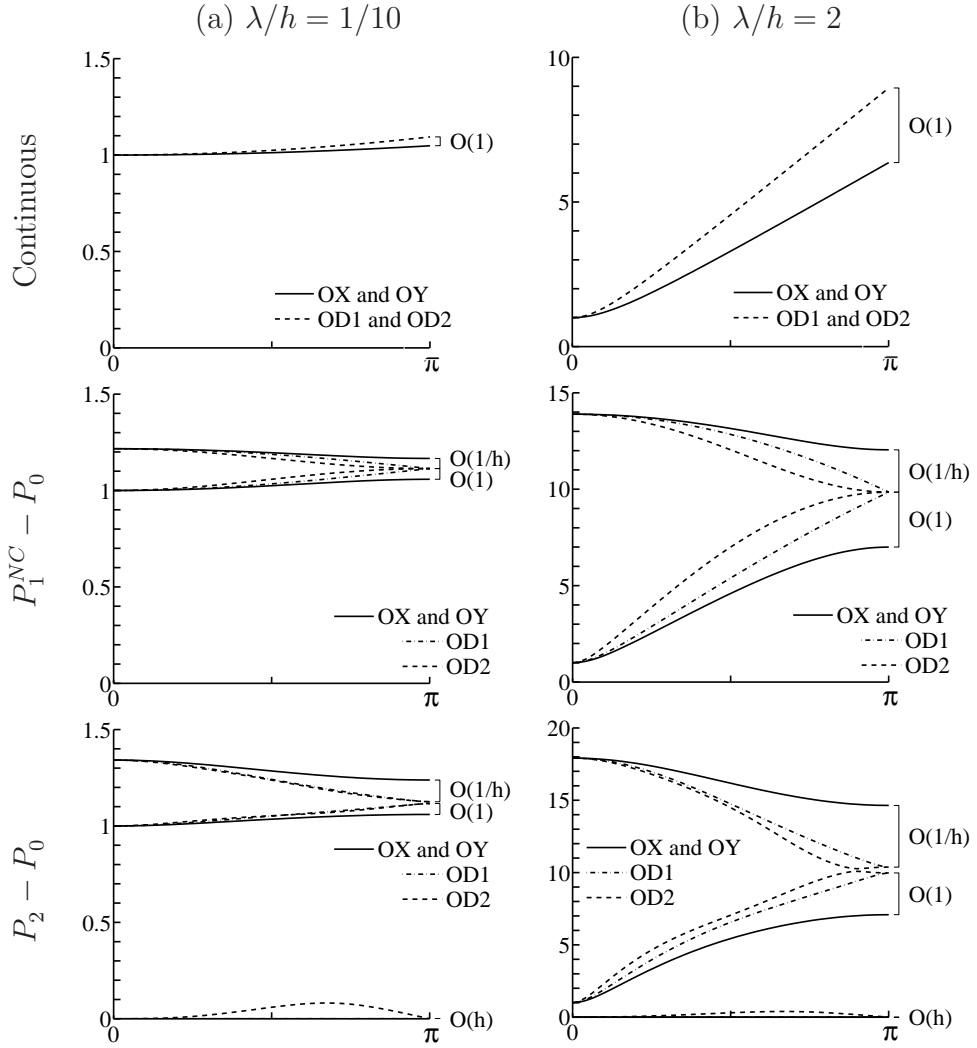 (a) λ/h = 1/10
(b) λ/h = 2
Continuous
1.5
1
0.5
0
0
π
O(1)
OX and OY
OD1 and OD2
10
5
0
0
π
O(1)
OX and OY
OD1 and OD2
P_1^{NC} − P_0
1.5
1
0.5
0
0
π
O(1/h)
O(1)
OX and OY
OD1
OD2
15
10
5
0
0
π
O(1/h)
O(1)
OX and OY
OD1
OD2
P_2 − P_0
1.5
1
0.5
0
0
π
O(1/h)
O(1)
OX and OY
OD1
OD2
O(h)
20
15
10
5
0
0
π
O(1/h)
O(1)
OX and OY
OD1
OD2
O(h)